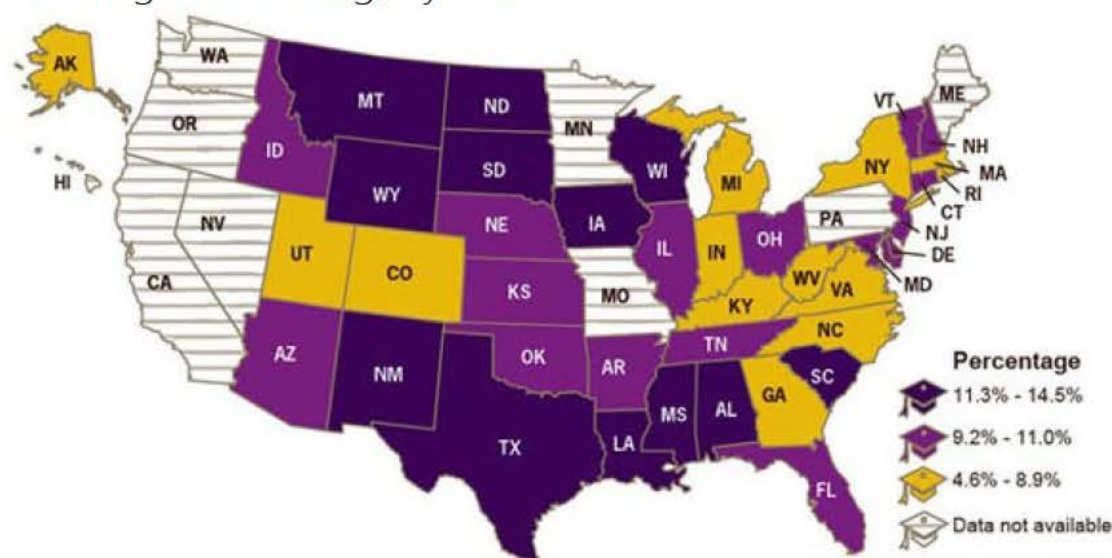 AK
WA
OR
ID
MT
ND
MN
WI
MI
VT
ME
NH
NY
MA
RI
CT
HI
NV
CA
UT
WY
SD
NE
IA
IL
IN
OH
PA
NJ
DE
MD
CO
KS
MO
KY
WV
VA
NC
TN
AZ
NM
OK
AR
SC
TX
LA
MS
AL
GA
FL
Percentage
11.3% - 14.5%
9.2% - 11.0%
4.6% - 8.9%
Data not available